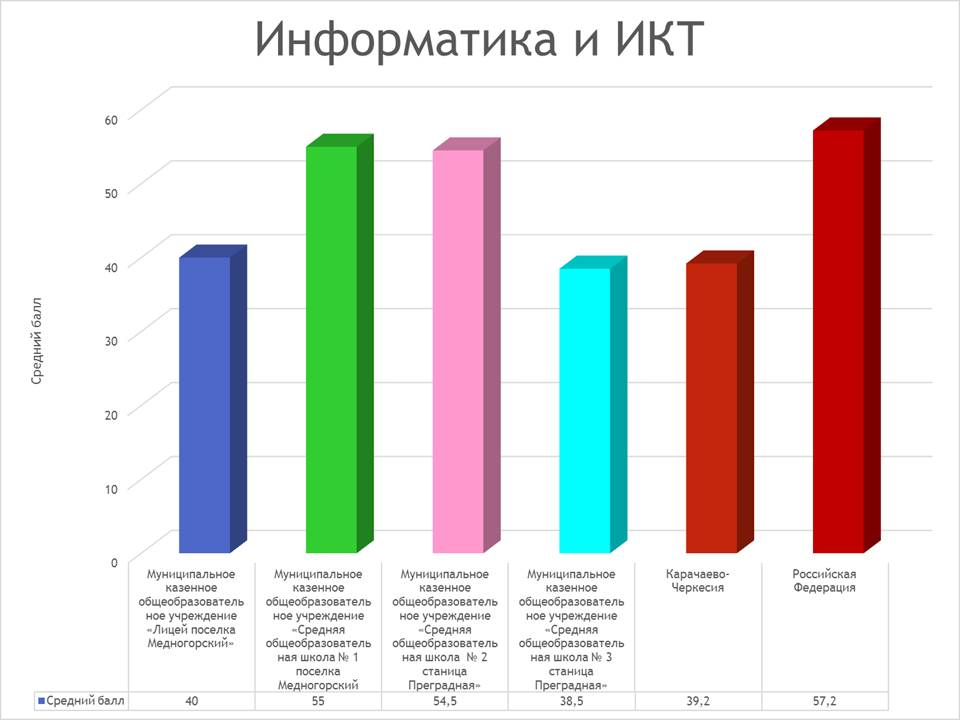 Информатика и ИКТ
Средний балл
60
50
40
30
20
10
0
Муниципальное
казенное
общеобразователь
ное учреждение
«Лицей поселка
Медногорский»
Муниципальное
казенное
общеобразователь
ное учреждение
«Средняя
общеобразователь
ная школа № 1
поселка
Медногорский
Муниципальное
казенное
общеобразователь
ное учреждение
«Средняя
общеобразователь
ная школа № 2
станица
Преградная»
Муниципальное
казенное
общеобразователь
ное учреждение
«Средняя
общеобразователь
ная школа № 3
станица
Преградная»
Карачаево-
Черкесия
Российская
Федерация
Средний балл 40 55 54,5 38,5 39,2 57,2